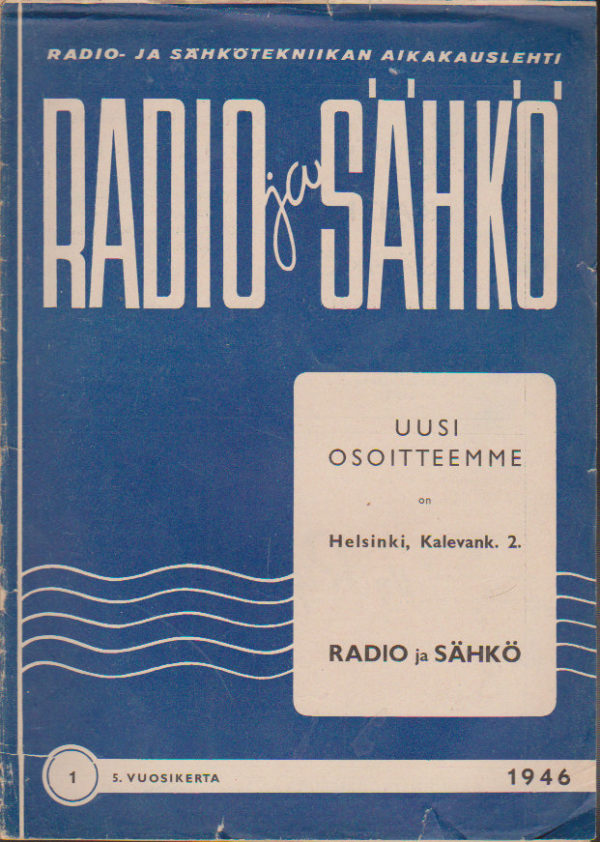 RADIO- JA SÄHKÖTEKNIIKAN AIKAKAUSLEHTI
RADIO ja SÄHKÖ
UUSI
OSOITTEEMME
on
Helsinki, Kalevank. 2.
RADIO ja SÄHKÖ
1 5. VUOSIKERTA 1946